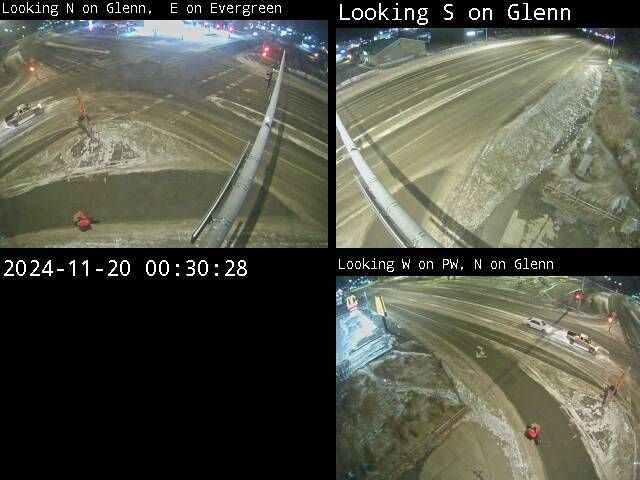 Looking N on Glenn, E on Evergreen
Looking S on Glenn
2024-11-20 00:30:28
Looking W on PW, N on Glenn